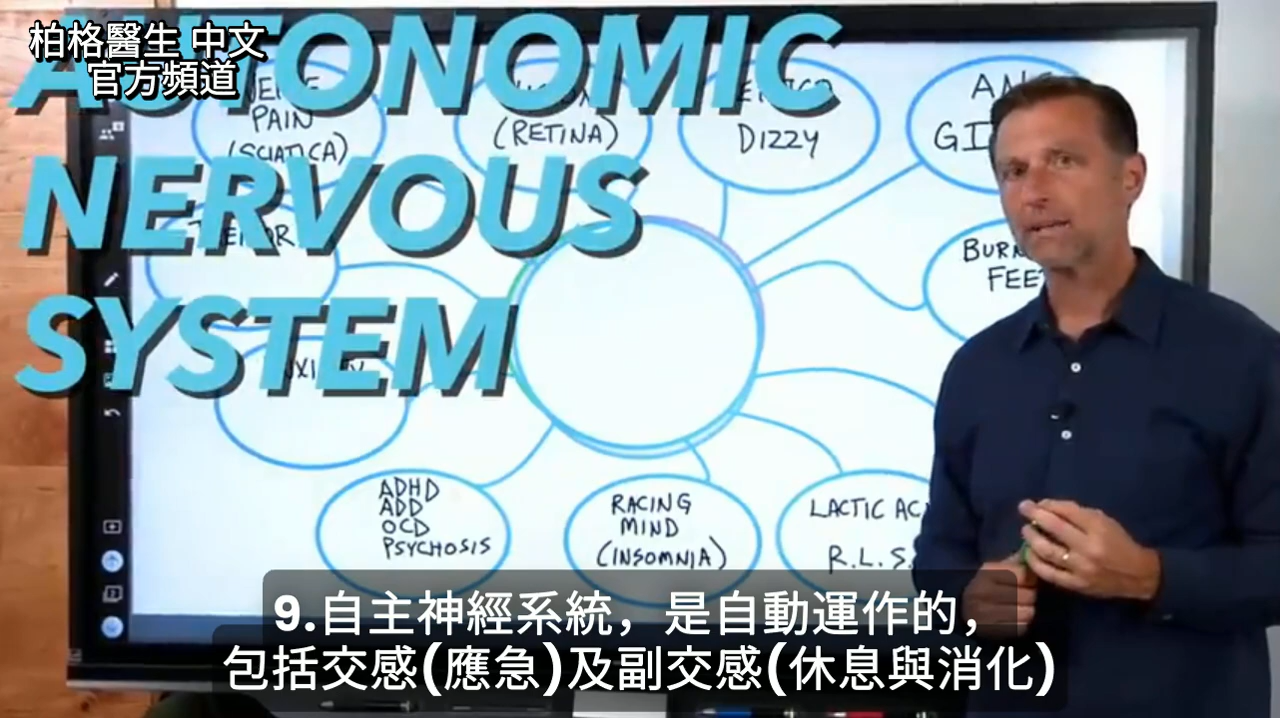 柏格醫生 中文
官方頻道
AUTONOMIC
NERVOUS
SYSTEM
PAIN
(SCIATICA)
(RETINA)
DIZZY
ADHD
ADD
OCD
PSYCHOSIS
RACING
MIND
(INSOMNIA)
LACTIC AC
R.L.S.
9.自主神經系統，是自動運作的，
包括交感(應急)及副交感(休息與消化)